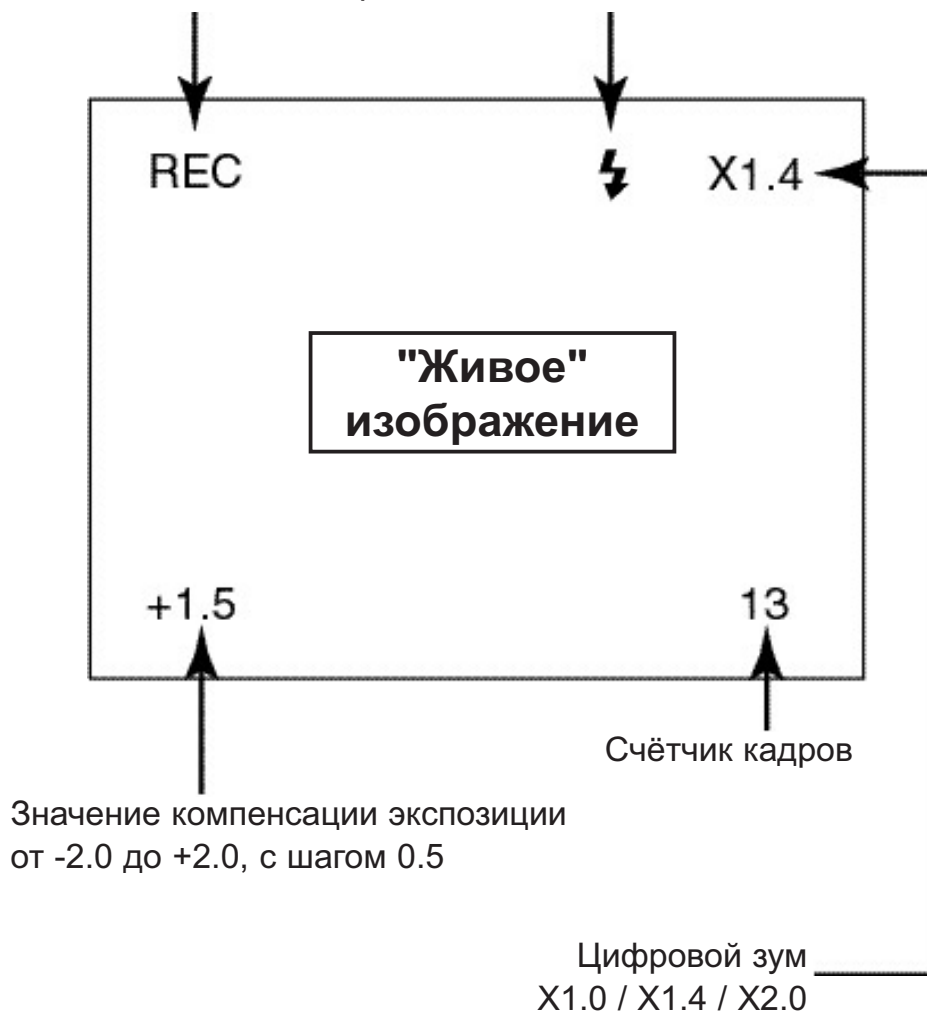 REC
X1.4
"Живое"
изображение
+1.5
13
Счётчик кадров
Значение компенсации экспозиции
от -2.0 до +2.0, с шагом 0.5
Цифровой зум
X1.0 / X1.4 / X2.0